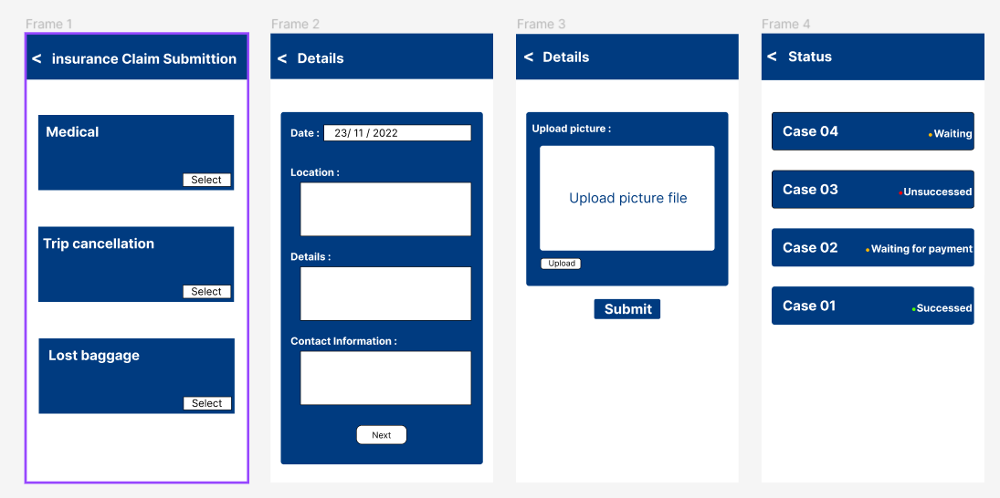 Frame 1
< insurance Claim Submittion
Medical
Select
Trip cancellation
Select
Lost baggage
Select
Frame 2
< Details
Date : 23/ 11 / 2022
Location :
Details :
Contact Information :
Next
Frame 3
< Details
Upload picture :
Upload picture file
Upload
Submit
Frame 4
< Status
Case 04 Waiting
Case 03 Unsuccessed
Case 02 Waiting for payment
Case 01 Successed